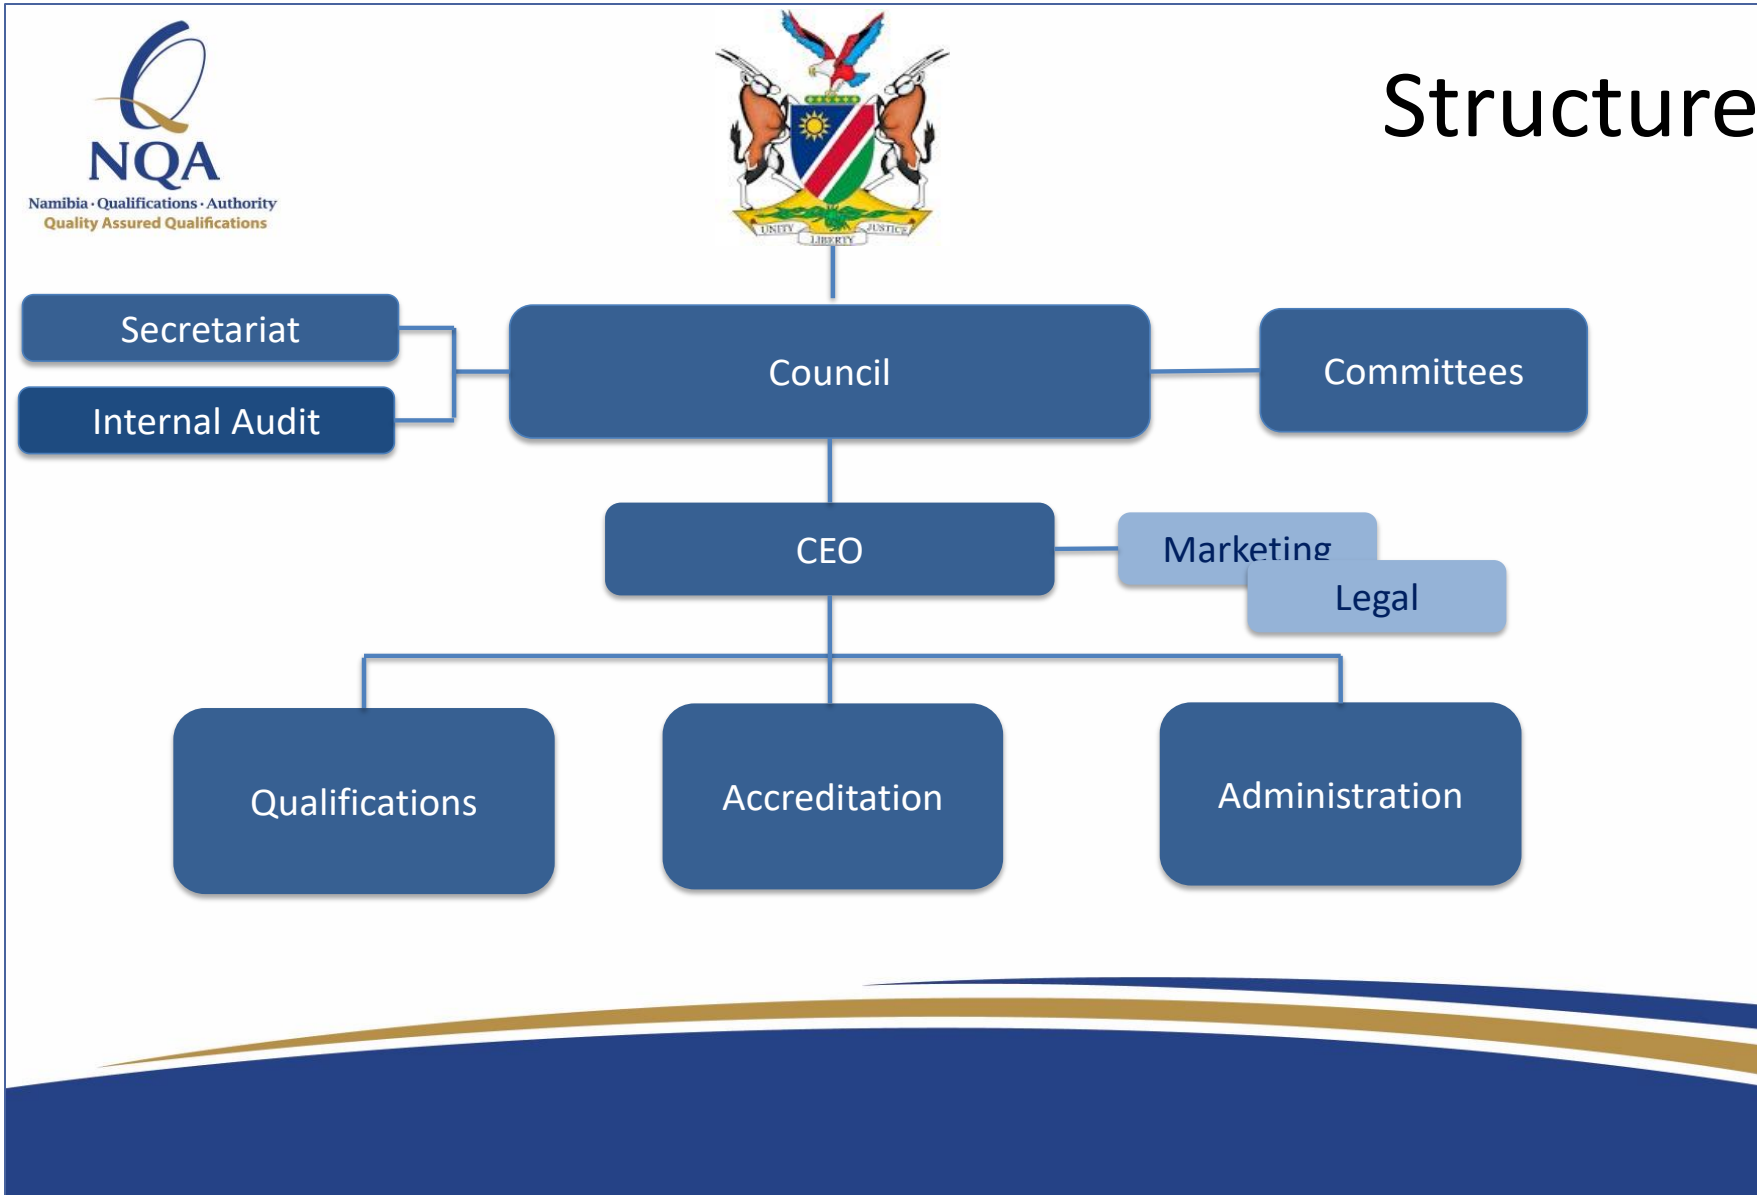 NQA
Namibia · Qualifications · Authority
Quality Assured Qualifications
UNITY
LIBERTY
JUSTICE
Structure
Secretariat
Internal Audit
Council
Committees
CEO
Marketing
Legal
Qualifications
Accreditation
Administration